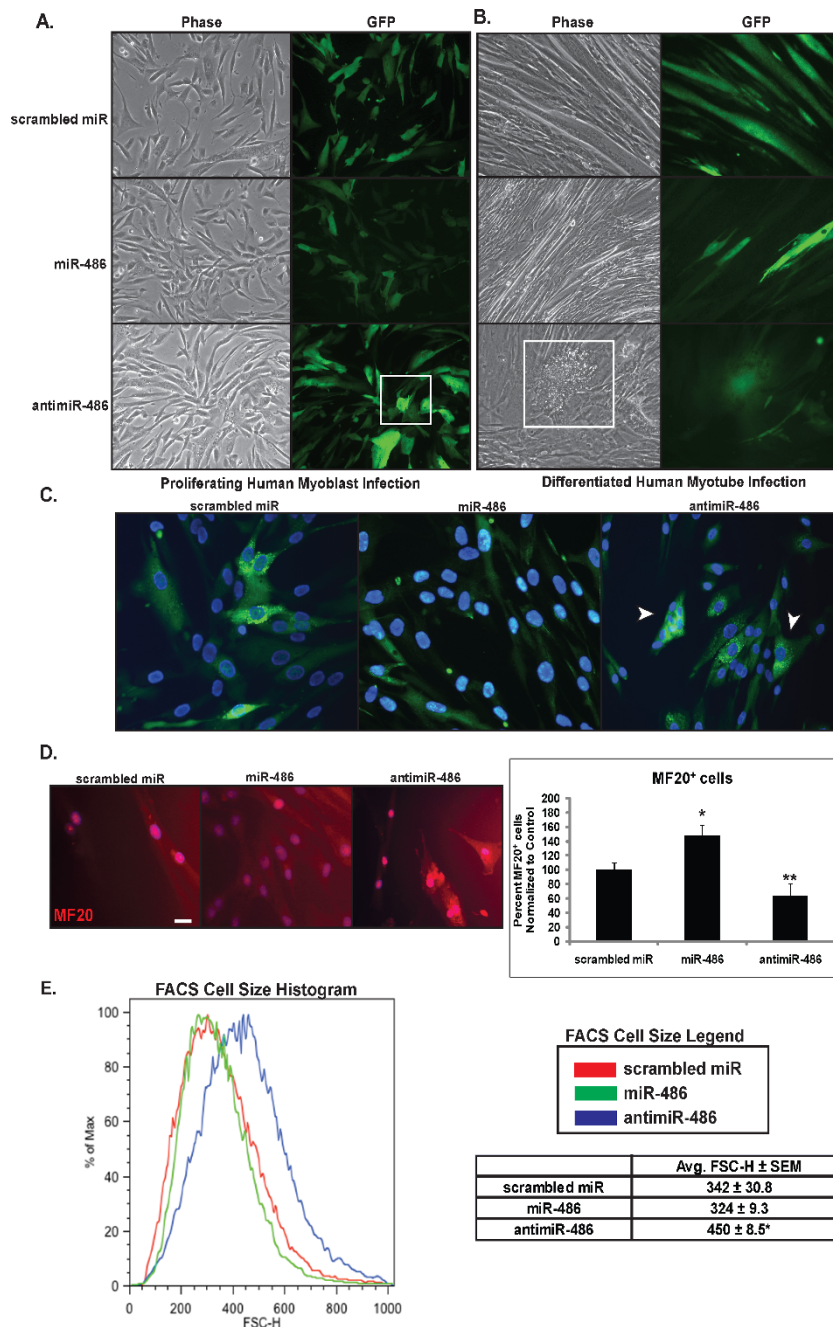 A.
Phase
GFP
B.
Phase
GFP
scrambled miR
miR-486
antimiR-486
Proliferating Human Myoblast Infection
Differentiated Human Myotube Infection
C.
scrambled miR
miR-486
antimiR-486
D.
scrambled miR
miR-486
antimiR-486
MF20
MF20⁺ cells
Percent MF20⁺ cells
Normalized to Control
180
160
140
120
100
80
60
40
20
0
*
**
scrambled miR
miR-486
antimiR-486
E.
FACS Cell Size Histogram
% of Max
100
80
60
40
20
0
0
200
400
600
800
1000
FSC-H
FACS Cell Size Legend
scrambled miR
miR-486
antimiR-486
Avg. FSC-H ± SEM
scrambled miR 342 ± 30.8
miR-486 324 ± 9.3
antimiR-486 450 ± 8.5*